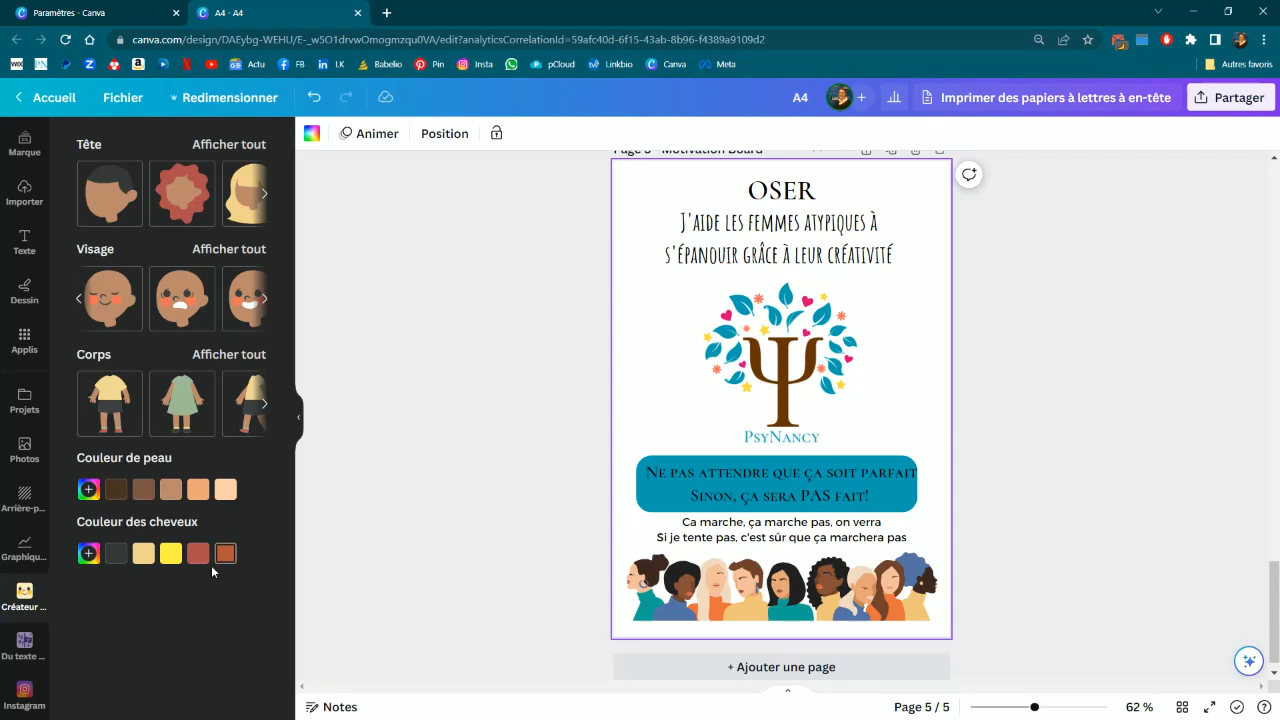 Paramètres - Canva
A4 - A4
canva.com/design/DAEybg-WEHU/E-_w5O1drvwOmogmzqu0VA/edit?analyticsCorrelationId=59afc40d-6f15-43ab-8b96-f4389a9109d2
Actu
FB
LK
Babelio
Pin
Insta
pCloud
Linkbio
Canva
Meta
Autres favoris
Accueil
Fichier
Redimensionner
A4
Imprimer des papiers à lettres à en-tête
Partager
Animer
Position
Marque
Importer
Texte
Dessin
Applis
Projets
Photos
Arrière-p...
Graphiqu...
Créateur ...
Du texte ...
Instagram
Tête
Afficher tout
Visage
Afficher tout
Corps
Afficher tout
Couleur de peau
Couleur des cheveux
Page 5 - Motivation Board
OSER
J'aide les femmes atypiques à
s'épanouir grâce à leur créativité
PsyNancy
Ne pas attendre que ça soit parfait
Sinon, ça sera PAS fait!
Ca marche, ça marche pas, on verra
Si je tente pas, c'est sûr que ça marchera pas
+ Ajouter une page
Notes
Page 5 / 5
62 %